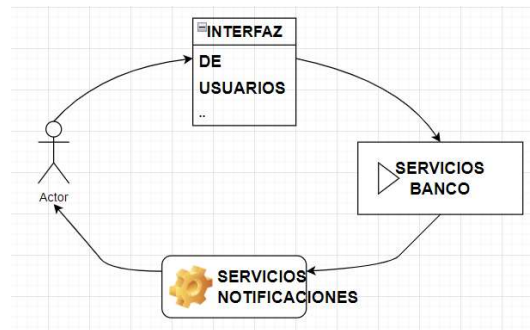 INTERFAZ
DE
USUARIOS
..
Actor
SERVICIOS
BANCO
SERVICIOS
NOTIFICACIONES